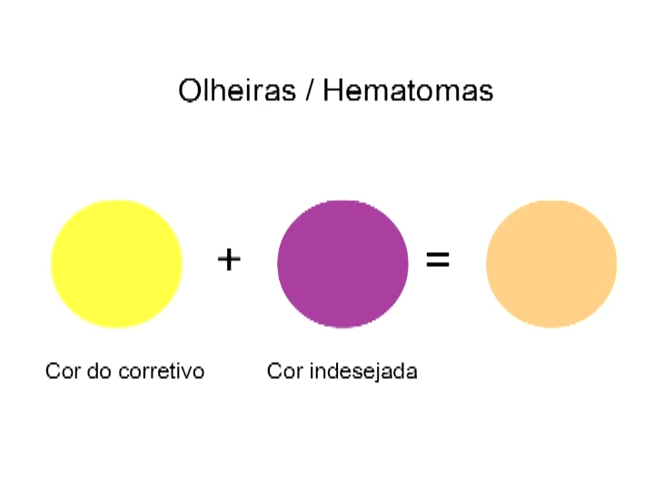 Olheiras / Hematomas
+ =
Cor do corretivo Cor indesejada